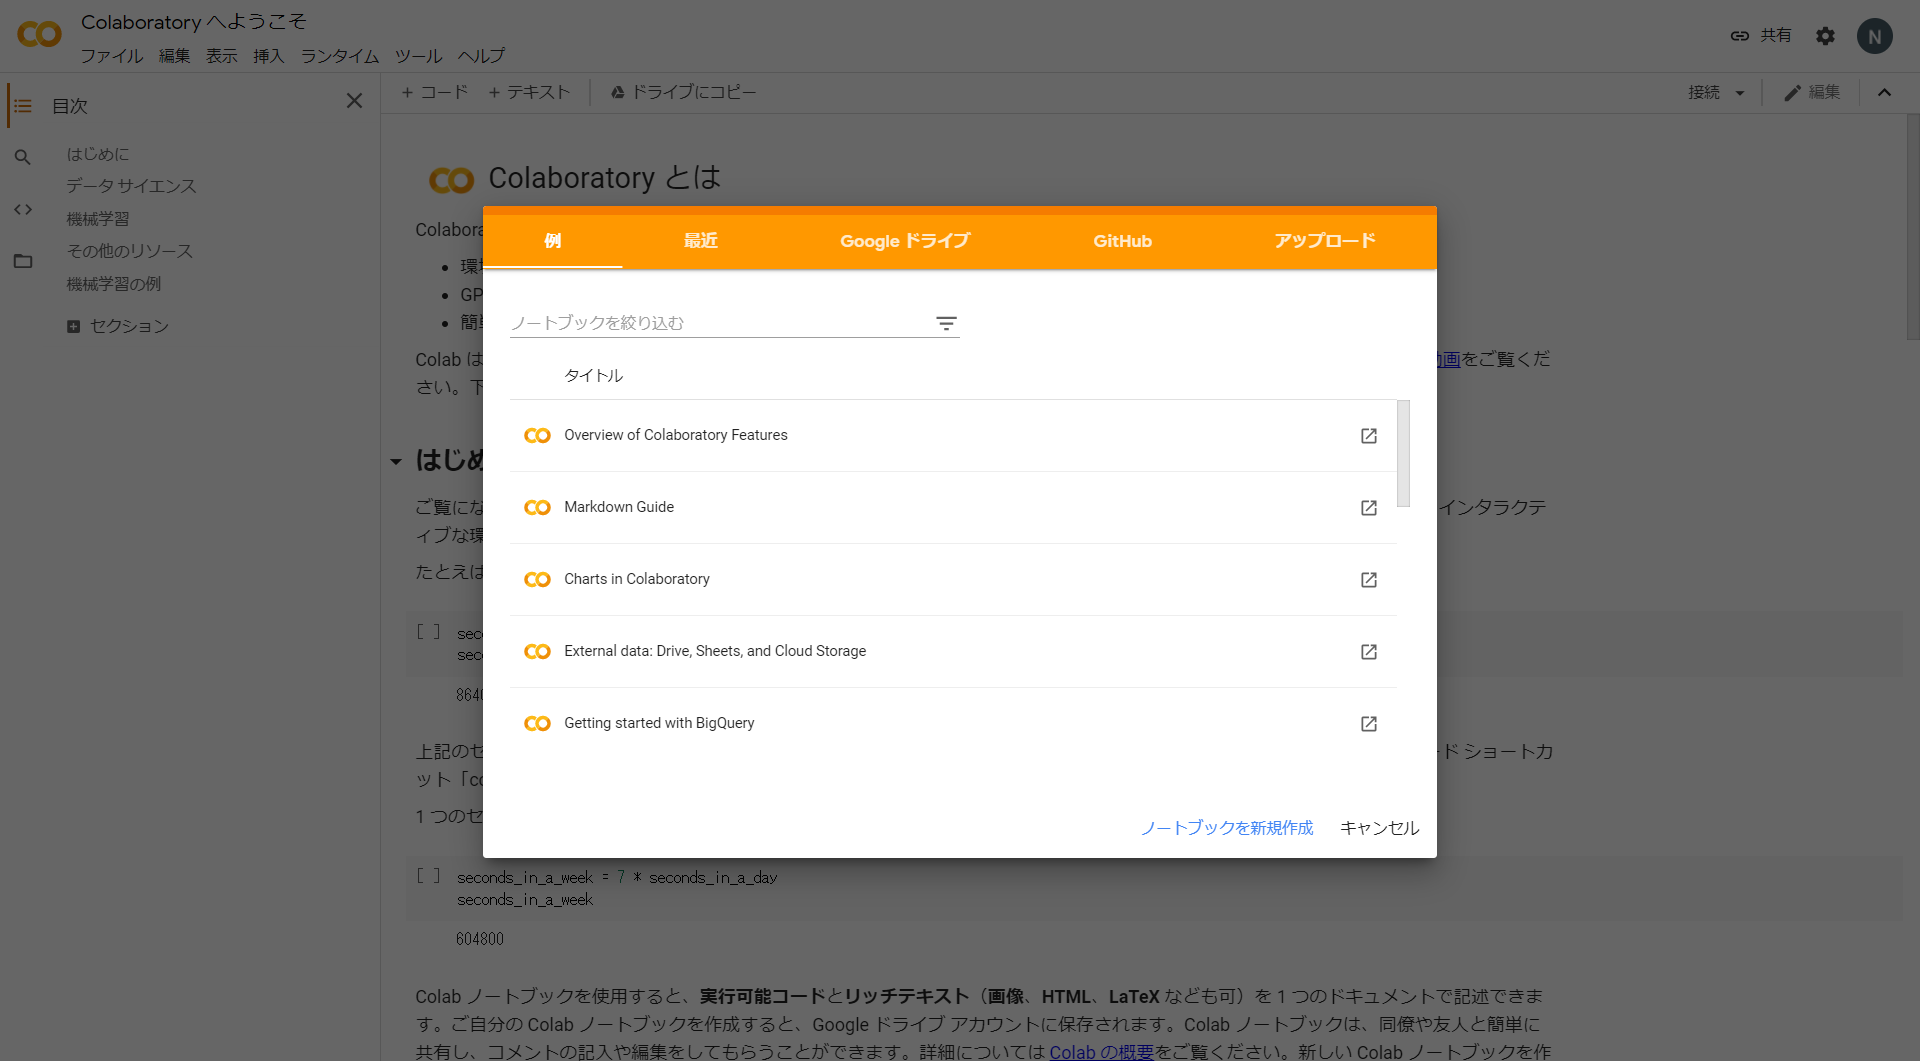 Colaboratory へようこそ
ファイル 編集 表示 挿入 ランタイム ツール ヘルプ
共有
N
目次
はじめに
データ サイエンス
機械学習
その他のリソース
機械学習の例
セクション
+ コード + テキスト ドライブにコピー
接続 編集
Colaboratory とは
Colabora
環境
GP
簡単
Colab は
動画をご覧くだ
さい。下
はじめ
ご覧にな
インタラクテ
ィブな環
たとえば
[ ] sec
sec
8640
上記のセ
ード ショートカ
ット「co
1 つのセ
例 最近 Google ドライブ GitHub アップロード
ノートブックを絞り込む
タイトル
Overview of Colaboratory Features
Markdown Guide
Charts in Colaboratory
External data: Drive, Sheets, and Cloud Storage
Getting started with BigQuery
ノートブックを新規作成 キャンセル
[ ] seconds_in_a_week = 7 * seconds_in_a_day
seconds_in_a_week
604800
Colab ノートブックを使用すると、実行可能コードとリッチテキスト（画像、HTML、LaTeX なども可）を 1 つのドキュメントで記述できま
す。ご自分の Colab ノートブックを作成すると、Google ドライブ アカウントに保存されます。Colab ノートブックは、同僚や友人と簡単に
共有し、コメントの記入や編集をしてもらうことができます。詳細については Colab の概要をご覧ください。新しい Colab ノートブックを作